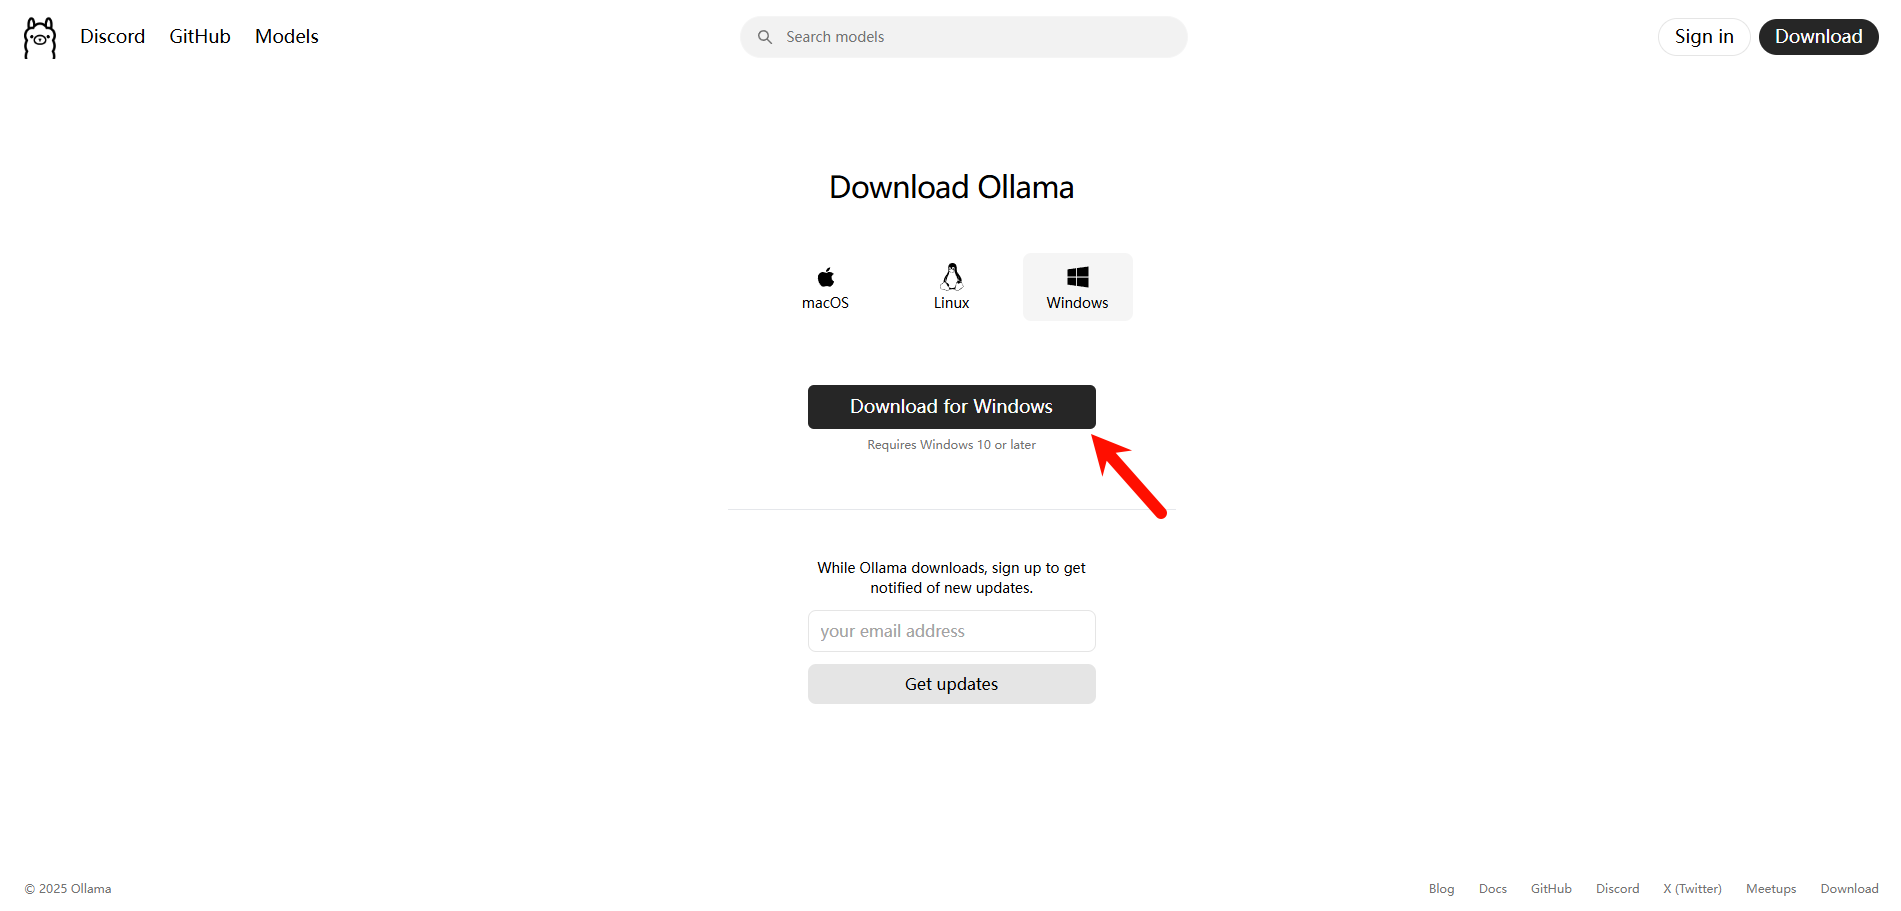 Discord GitHub Models Search models Sign in Download
Download Ollama
macOS Linux Windows
Download for Windows
Requires Windows 10 or later
While Ollama downloads, sign up to get
notified of new updates.
your email address
Get updates
© 2025 Ollama Blog Docs GitHub Discord X (Twitter) Meetups Download